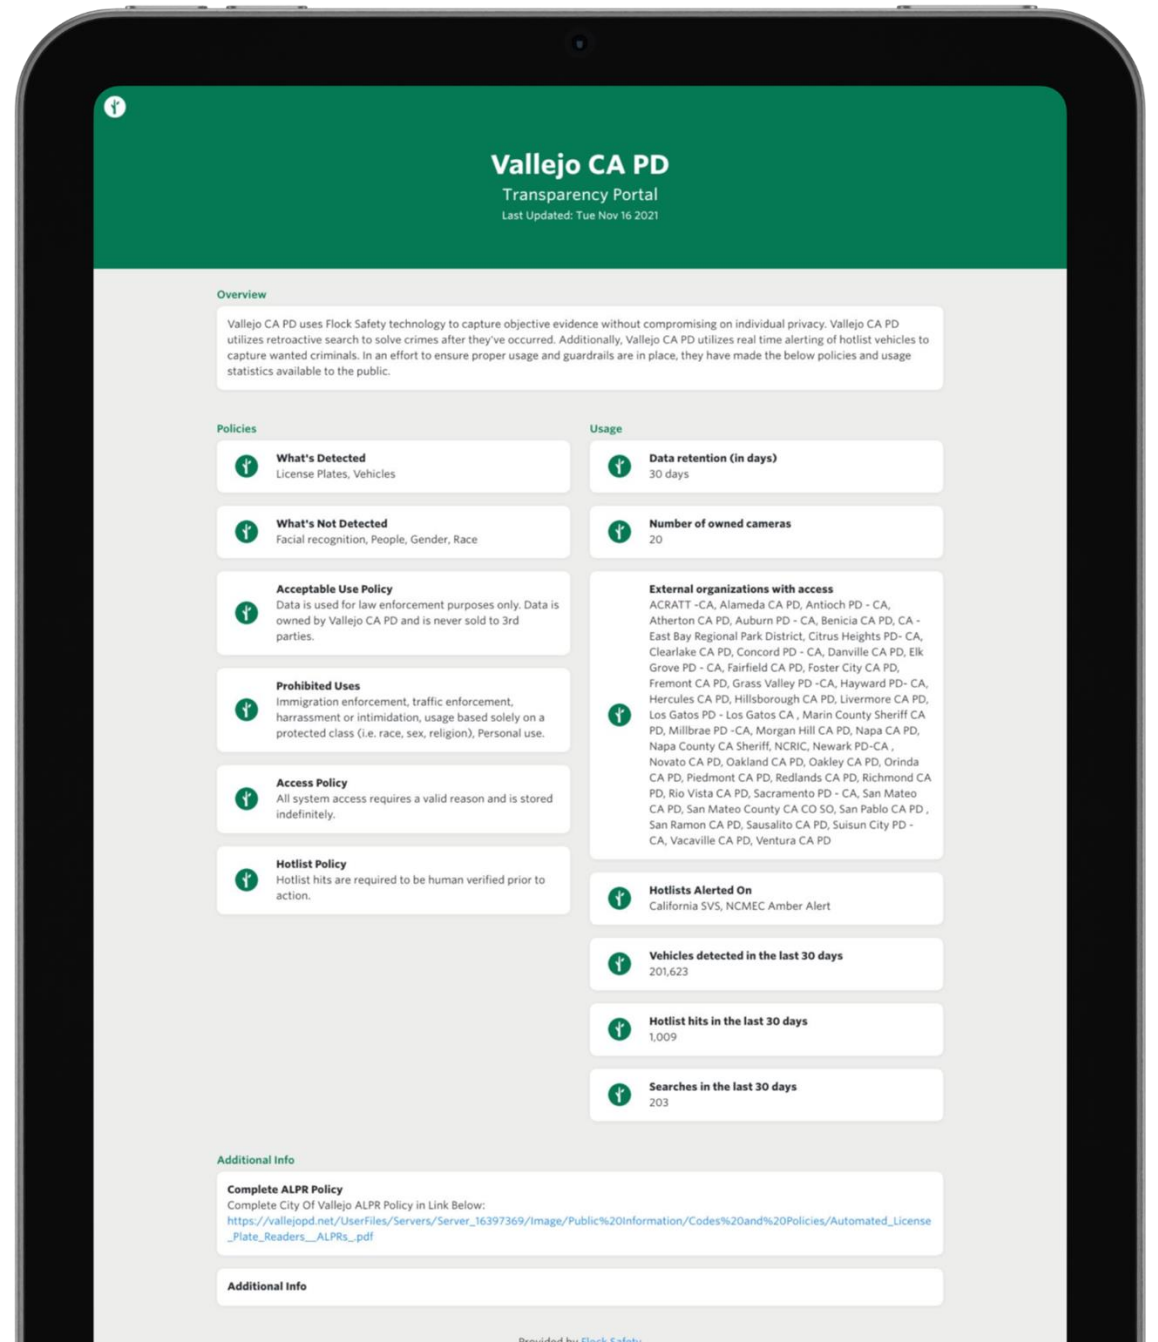 Vallejo CA PD
Transparency Portal
Last Updated: Tue Nov 16 2021
Overview
Vallejo CA PD uses Flock Safety technology to capture objective evidence without compromising on individual privacy. Vallejo CA PD
utilizes retroactive search to solve crimes after they've occurred. Additionally, Vallejo CA PD utilizes real time alerting of hotlist vehicles to
capture wanted criminals. In an effort to ensure proper usage and guardrails are in place, they have made the below policies and usage
statistics available to the public.
Policies
What's Detected
License Plates, Vehicles
What's Not Detected
Facial recognition, People, Gender, Race
Acceptable Use Policy
Data is used for law enforcement purposes only. Data is
owned by Vallejo CA PD and is never sold to 3rd
parties.
Prohibited Uses
Immigration enforcement, traffic enforcement,
harrassment or intimidation, usage based solely on a
protected class (i.e. race, sex, religion), Personal use.
Access Policy
All system access requires a valid reason and is stored
indefinitely.
Hotlist Policy
Hotlist hits are required to be human verified prior to
action.
Usage
Data retention (in days)
30 days
Number of owned cameras
20
External organizations with access
ACRATT -CA, Alameda CA PD, Antioch PD - CA,
Atherton CA PD, Auburn PD - CA, Benicia CA PD, CA -
East Bay Regional Park District, Citrus Heights PD- CA,
Clearlake CA PD, Concord PD - CA, Danville CA PD, Elk
Grove PD - CA, Fairfield CA PD, Foster City CA PD,
Fremont CA PD, Grass Valley PD -CA, Hayward PD- CA,
Hercules CA PD, Hillsborough CA PD, Livermore CA PD,
Los Gatos PD - Los Gatos CA , Marin County Sheriff CA
PD, Millbrae PD -CA, Morgan Hill CA PD, Napa CA PD,
Napa County CA Sheriff, NCRIC, Newark PD-CA ,
Novato CA PD, Oakland CA PD, Oakley CA PD, Orinda
CA PD, Piedmont CA PD, Redlands CA PD, Richmond CA
PD, Rio Vista CA PD, Sacramento PD - CA, San Mateo
CA PD, San Mateo County CA CO SO, San Pablo CA PD ,
San Ramon CA PD, Sausalito CA PD, Suisun City PD -
CA, Vacaville CA PD, Ventura CA PD
Hotlists Alerted On
California SVS, NCMEC Amber Alert
Vehicles detected in the last 30 days
201,623
Hotlist hits in the last 30 days
1,009
Searches in the last 30 days
203
Additional Info
Complete ALPR Policy
Complete City Of Vallejo ALPR Policy in Link Below:
https://vallejopd.net/UserFiles/Servers/Server_16397369/Image/Public%20Information/Codes%20and%20Policies/Automated_License
_Plate_Readers__ALPRs_.pdf
Additional Info
Provided by Flock Safety